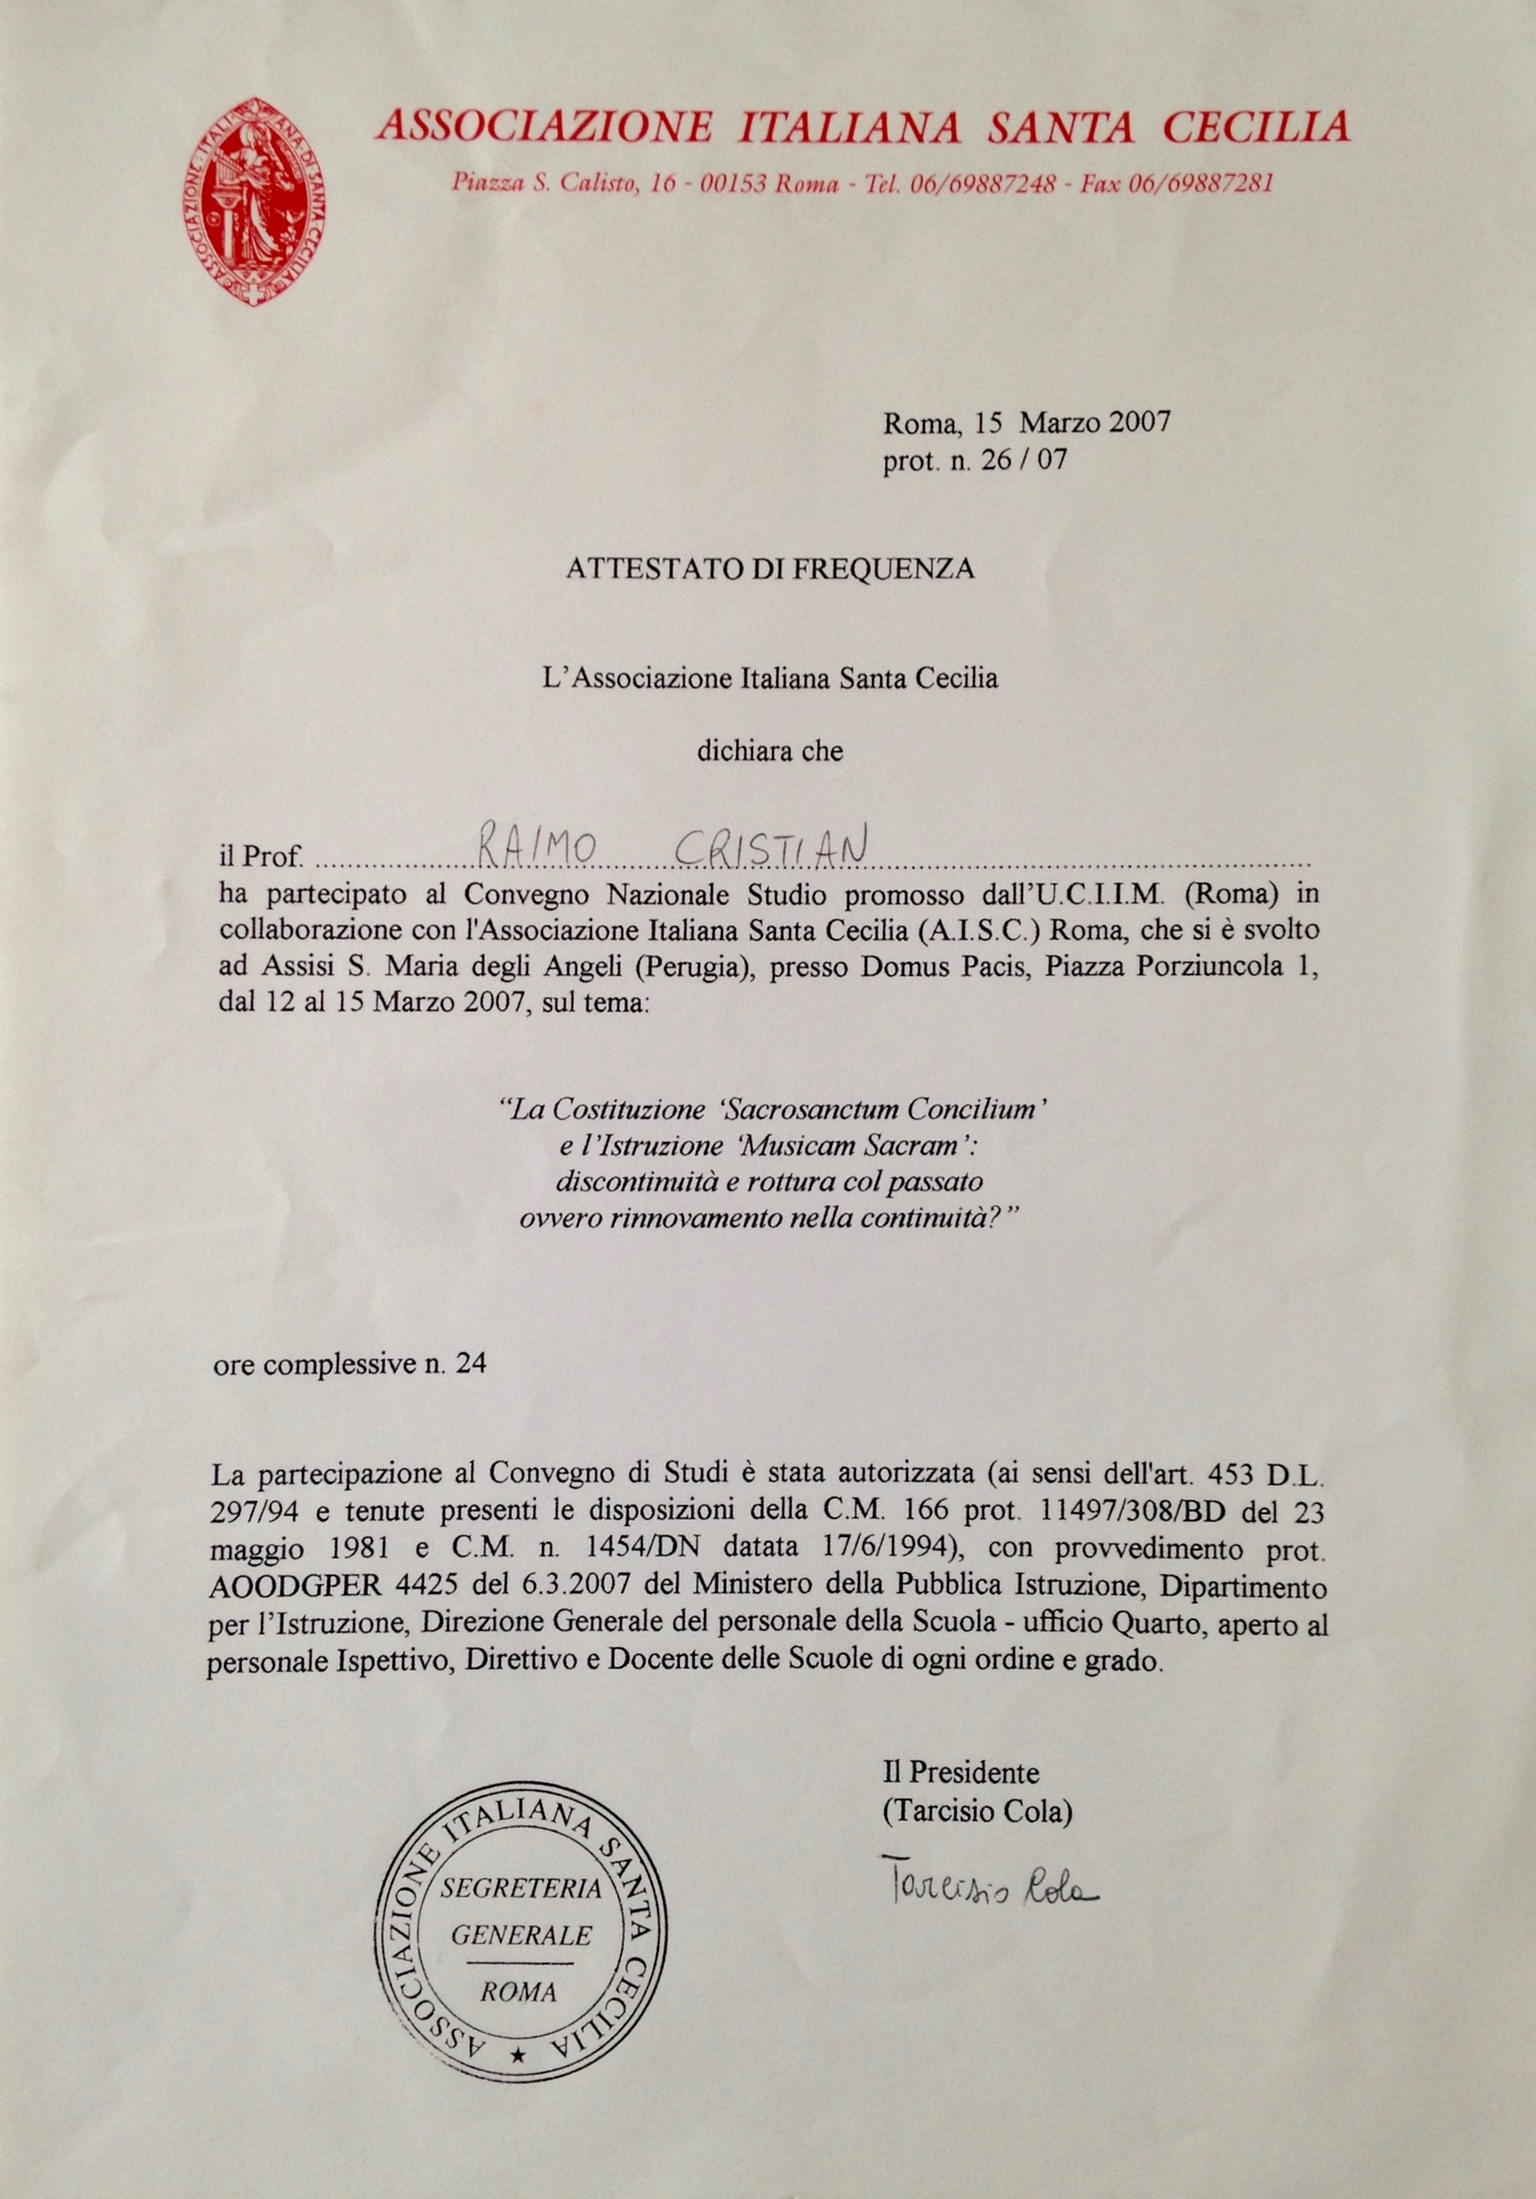 ASSOCIAZIONE ITALIANA SANTA CECILIA
Piazza S. Calisto, 16 - 00153 Roma - Tel. 06/69887248 - Fax 06/69887281
ASSOCIAZIONE · ITALIANA · DI · SANTA · CECILIA
Roma, 15 Marzo 2007
prot. n. 26 / 07
ATTESTATO DI FREQUENZA
L’Associazione Italiana Santa Cecilia
dichiara che
il Prof. ....................RAIMO..........CRISTIAN......................................................
ha partecipato al Convegno Nazionale Studio promosso dall’U.C.I.I.M. (Roma) in
collaborazione con l'Associazione Italiana Santa Cecilia (A.I.S.C.) Roma, che si è svolto
ad Assisi S. Maria degli Angeli (Perugia), presso Domus Pacis, Piazza Porziuncola 1,
dal 12 al 15 Marzo 2007, sul tema:
“La Costituzione ‘Sacrosanctum Concilium’
e l’Istruzione ‘Musicam Sacram’:
discontinuità e rottura col passato
ovvero rinnovamento nella continuità?”
ore complessive n. 24
La partecipazione al Convegno di Studi è stata autorizzata (ai sensi dell'art. 453 D.L.
297/94 e tenute presenti le disposizioni della C.M. 166 prot. 11497/308/BD del 23
maggio 1981 e C.M. n. 1454/DN datata 17/6/1994), con provvedimento prot.
AOODGPER 4425 del 6.3.2007 del Ministero della Pubblica Istruzione, Dipartimento
per l’Istruzione, Direzione Generale del personale della Scuola - ufficio Quarto, aperto al
personale Ispettivo, Direttivo e Docente delle Scuole di ogni ordine e grado.
Il Presidente
(Tarcisio Cola)
Tarcisio Cola
ASSOCIAZIONE ITALIANA SANTA CECILIA ★
SEGRETERIA
GENERALE
ROMA